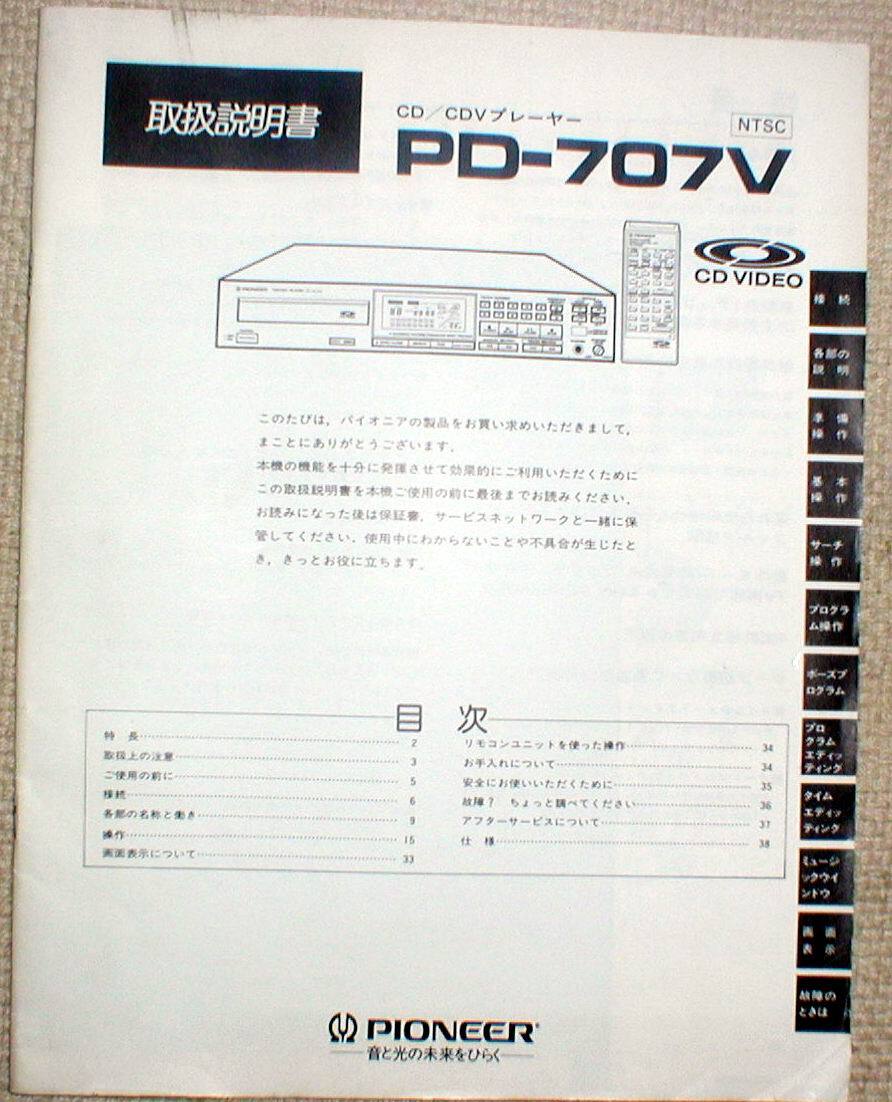 取扱説明書
CD/CDVプレーヤー
NTSC
PD-707V
PIONEER
PIONEER
CD VIDEO
接続
各部の
説明
準備
操作
基本
操作
サーチ
操作
プログラ
ム操作
ポーズプ
ログラム
プロ
グラム
エディッ
ティング
タイム
エディッ
ティング
ミュージ
ックウイ
ンドウ
画面
表示
故障の
ときは
このたびは，パイオニアの製品をお買い求めいただきまして，
まことにありがとうございます．
本機の機能を十分に発揮させて効果的にご利用いただくために
この取扱説明書を本機ご使用の前に最後までお読みください．
お読みになった後は保証書，サービスネットワークと一緒に保
管してください．使用中にわからないことや不具合が生じたと
き，きっとお役に立ちます．
目 次
特 長 2
取扱上の注意 3
ご使用の前に 5
接続 6
各部の名称と働き 9
操作 15
画面表示について 33
リモコンユニットを使った操作 34
お手入れについて 34
安全にお使いいただくために 35
故障？ ちょっと調べてください 36
アフターサービスについて 37
仕 様 38
PIONEER
音と光の未来をひらく